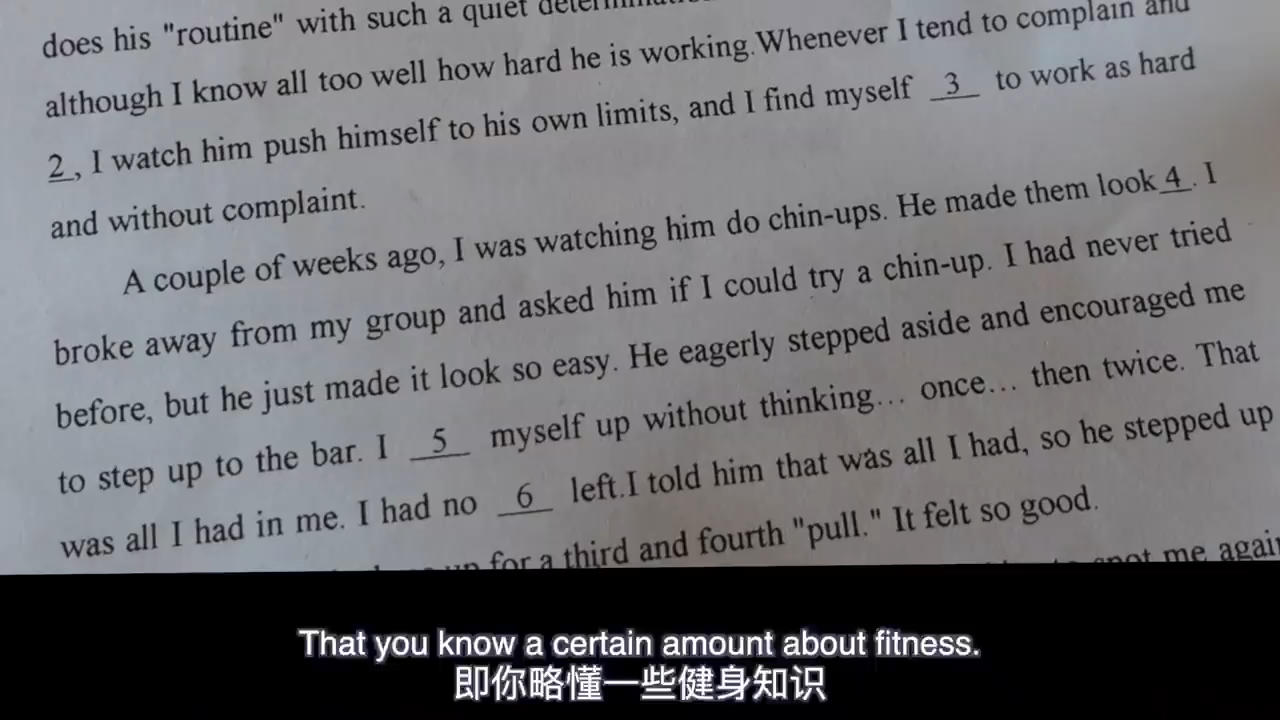 does his "routine" with such a quiet
although I know all too well how hard he is working.Whenever I tend to complain and
2 , I watch him push himself to his own limits, and I find myself 3 to work as hard
and without complaint.
A couple of weeks ago, I was watching him do chin-ups. He made them look 4 . I
broke away from my group and asked him if I could try a chin-up. I had never tried
before, but he just made it look so easy. He eagerly stepped aside and encouraged me
to step up to the bar. I 5 myself up without thinking... once... then twice. That
was all I had in me. I had no 6 left.I told him that was all I had, so he stepped up
up for a third and fourth "pull." It felt so good.
spot me again
That you know a certain amount about fitness.
即你略懂一些健身知识